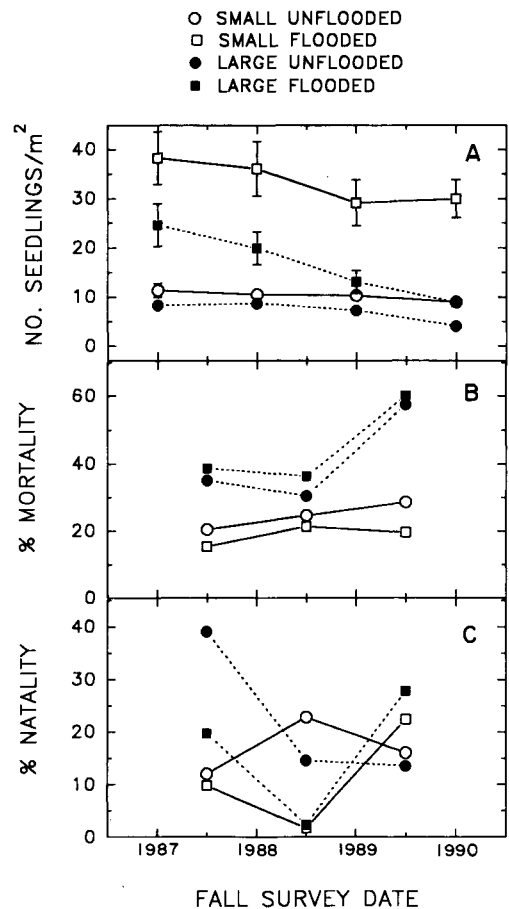 SMALL UNFLOODED
SMALL FLOODED
LARGE UNFLOODED
LARGE FLOODED
A
NO. SEEDLINGS/m²
40
30
20
10
0
B
% MORTALITY
60
40
20
0
C
% NATALITY
40
30
20
10
0
1987 1988 1989 1990
FALL SURVEY DATE